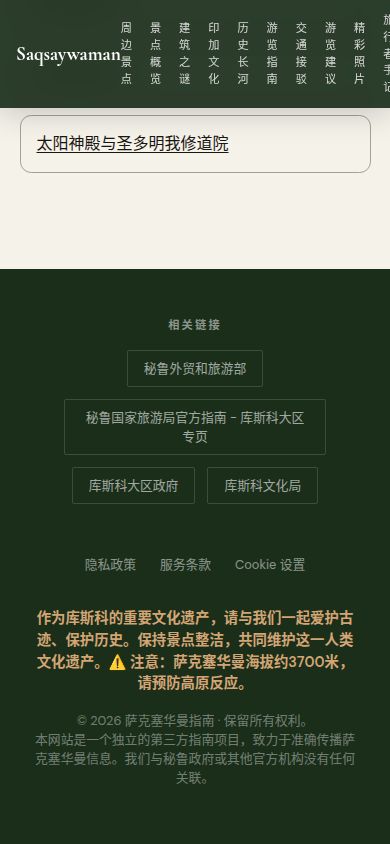 Saqsaywaman
周边景点
景点概览
建筑之谜
印加文化
历史长河
游览指南
交通接驳
游览建议
精彩照片
旅行者手记
太阳神殿与圣多明我修道院
相关链接
秘鲁外贸和旅游部
秘鲁国家旅游局官方指南 - 库斯科大区
专页
库斯科大区政府
库斯科文化局
隐私政策 服务条款 Cookie 设置
作为库斯科的重要文化遗产，请与我们一起爱护古
迹、保护历史。保持景点整洁，共同维护这一人类
文化遗产。⚠️ 注意：萨克塞华曼海拔约3700米，
请预防高原反应。
© 2026 萨克塞华曼指南 · 保留所有权利。
本网站是一个独立的第三方指南项目，致力于准确传播萨
克塞华曼信息。我们与秘鲁政府或其他官方机构没有任何
关联。